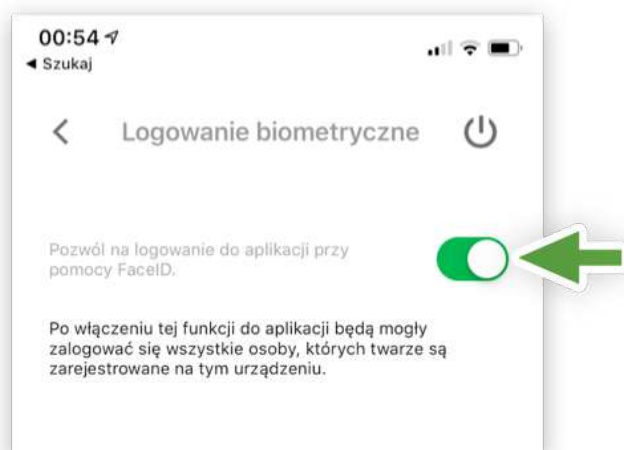 00:54
Szukaj
Logowanie biometryczne
Pozwól na logowanie do aplikacji przy
pomocy FaceID.
Po włączeniu tej funkcji do aplikacji będą mogły
zalogować się wszystkie osoby, których twarze są
zarejestrowane na tym urządzeniu.